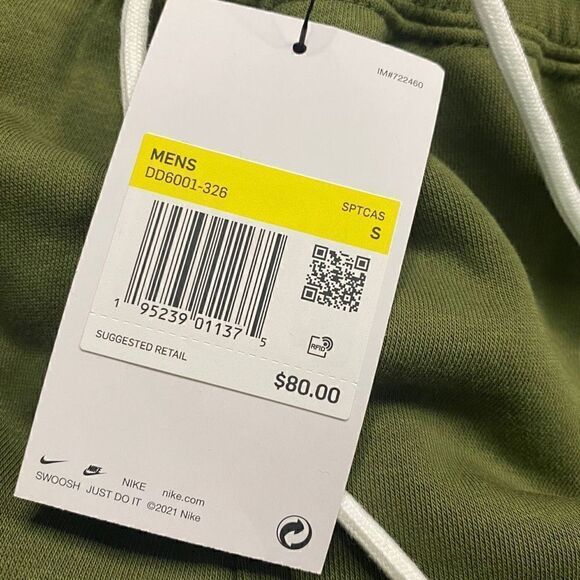 IM#722460
MENS
DD6001-326
SPTCAS
S
1 95239 01137 5
RFID
SUGGESTED RETAIL
$80.00
NIKE
SWOOSH JUST DO IT nike.com
©2021 Nike